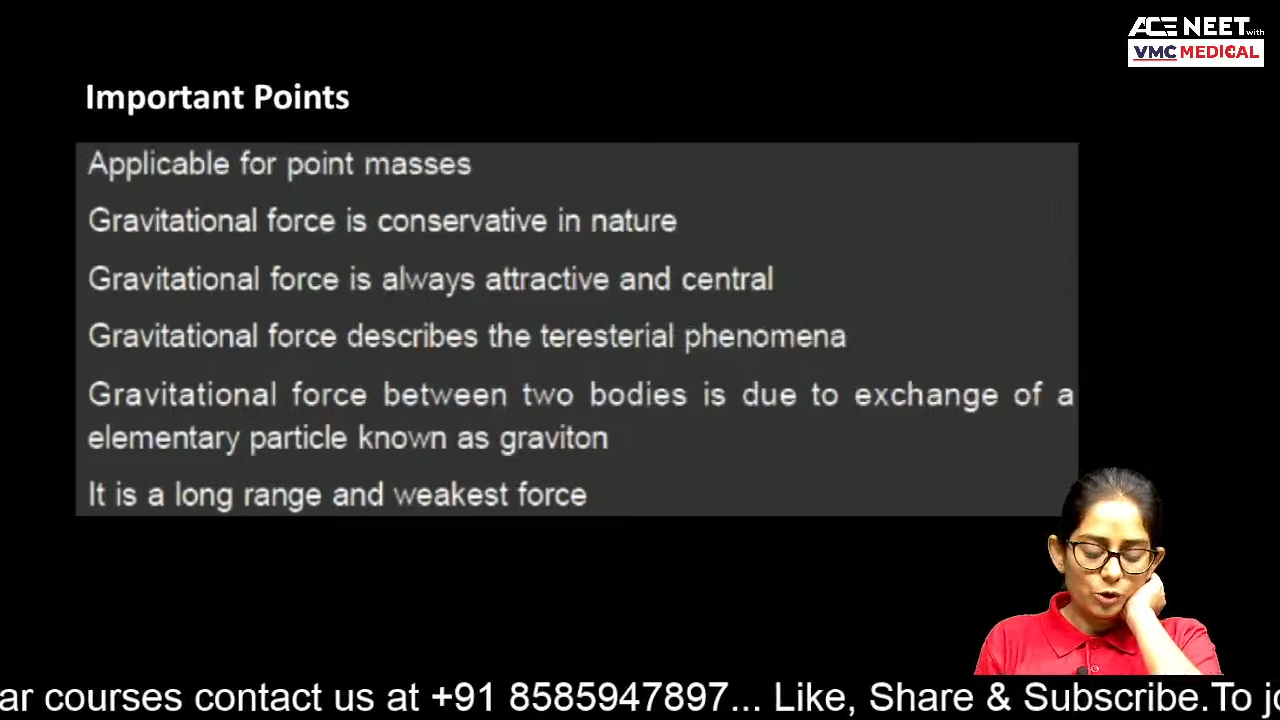 ACE NEET with
VMC MEDICAL
Important Points
Applicable for point masses
Gravitational force is conservative in nature
Gravitational force is always attractive and central
Gravitational force describes the teresterial phenomena
Gravitational force between two bodies is due to exchange of a
elementary particle known as graviton
It is a long range and weakest force
ar courses contact us at +91 8585947897... Like, Share & Subscribe.To jo